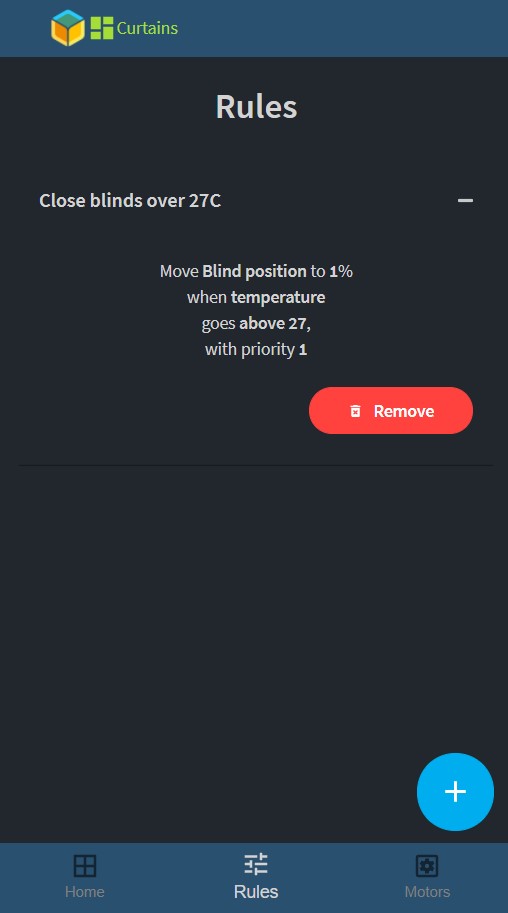 Curtains
Rules
Close blinds over 27C
Move Blind position to 1%
when temperature
goes above 27,
with priority 1
Remove
Home
Rules
Motors